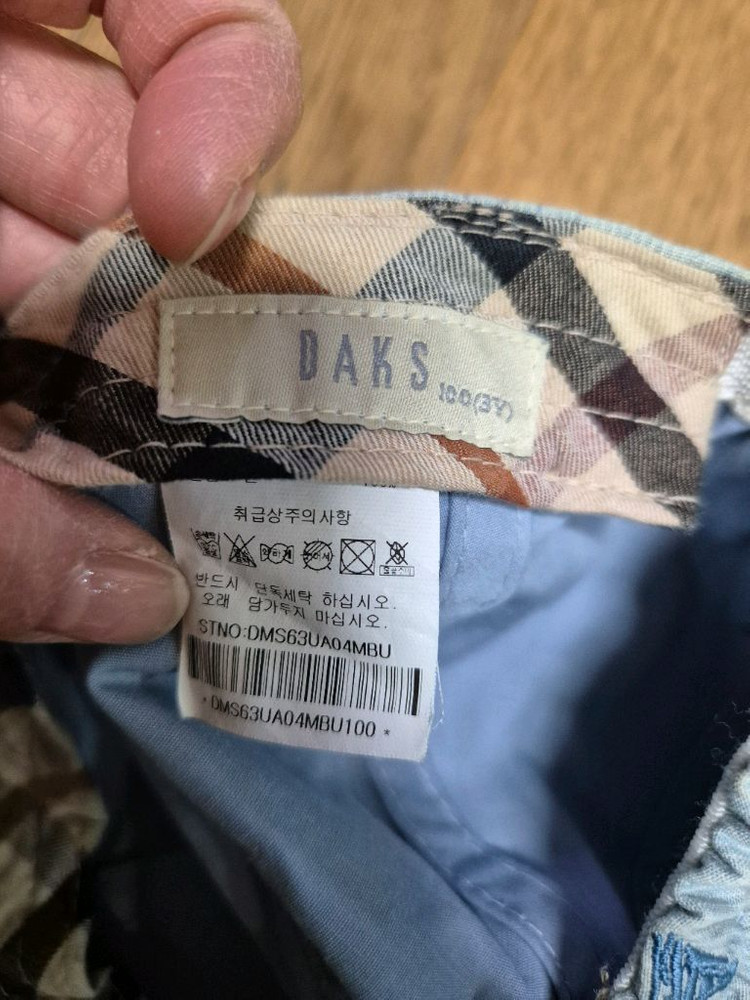 DAKS
100(3Y)
취급상주의사항
반드시 단독세탁 하십시오.
오래 담가두지 마십시오.
STNO:DMS63UA04MBU
* DMS63UA04MBU100 *